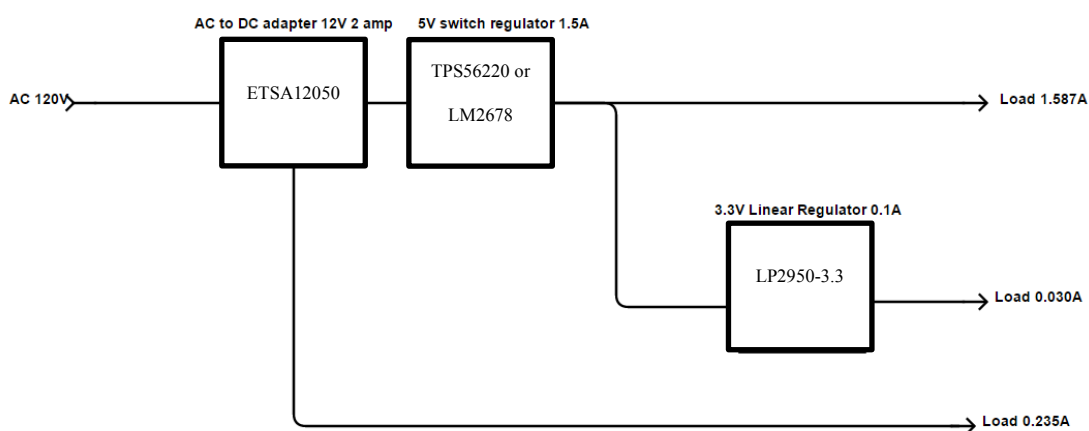 AC to DC adapter 12V 2 amp
5V switch regulator 1.5A
AC 120V
ETSA12050
TPS56220 or
LM2678
Load 1.587A
3.3V Linear Regulator 0.1A
LP2950-3.3
Load 0.030A
Load 0.235A